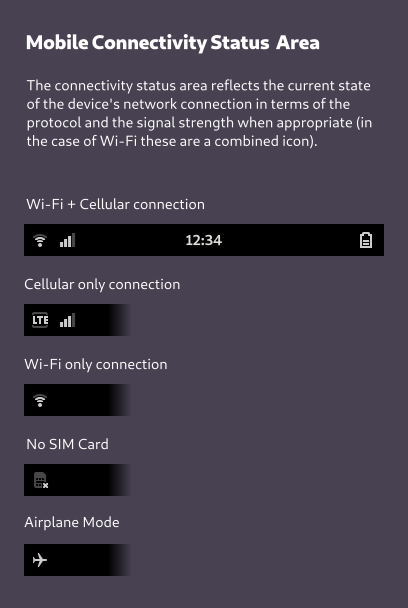 Mobile Connectivity Status Area
The connectivity status area reflects the current state
of the device's network connection in terms of the
protocol and the signal strength when appropriate (in
the case of Wi-Fi these are a combined icon).
Wi-Fi + Cellular connection
12:34
Cellular only connection
LTE
Wi-Fi only connection
No SIM Card
Airplane Mode